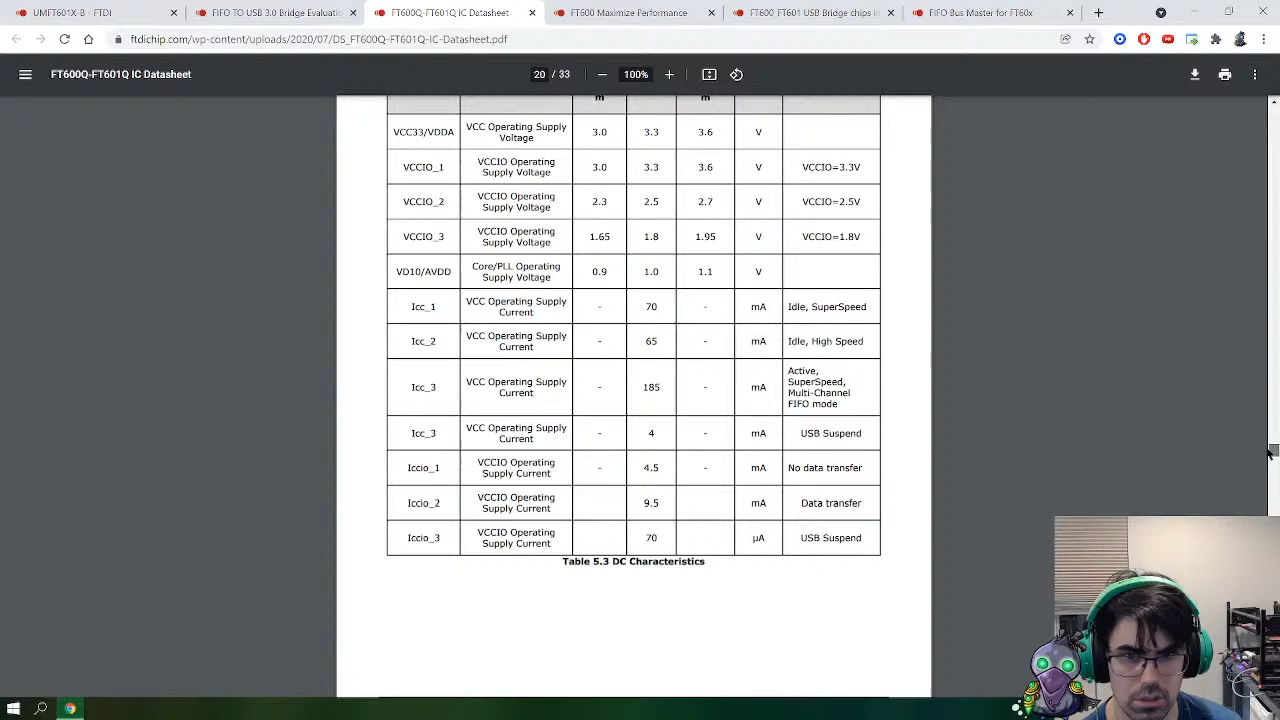 UMFT601X-B - FTDI
FIFO TO USB 3.0 Bridge Evaluatio
FT600Q-FT601Q IC Datasheet
FT600 Maximize Performance
FT600_FT601 USB Bridge chips i
FIFO Bus Master for FT60x
ftdichip.com/wp-content/uploads/2020/07/DS_FT600Q-FT601Q-IC-Datasheet.pdf
FT600Q-FT601Q IC Datasheet
20 / 33
100%
m m
VCC33/VDDA VCC Operating Supply Voltage 3.0 3.3 3.6 V
VCCIO_1 VCCIO Operating Supply Voltage 3.0 3.3 3.6 V VCCIO=3.3V
VCCIO_2 VCCIO Operating Supply Voltage 2.3 2.5 2.7 V VCCIO=2.5V
VCCIO_3 VCCIO Operating Supply Voltage 1.65 1.8 1.95 V VCCIO=1.8V
VD10/AVDD Core/PLL Operating Supply Voltage 0.9 1.0 1.1 V
Icc_1 VCC Operating Supply Current - 70 - mA Idle, SuperSpeed
Icc_2 VCC Operating Supply Current - 65 - mA Idle, High Speed
Icc_3 VCC Operating Supply Current - 185 - mA Active, SuperSpeed, Multi-Channel FIFO mode
Icc_3 VCC Operating Supply Current - 4 - mA USB Suspend
Iccio_1 VCCIO Operating Supply Current - 4.5 - mA No data transfer
Iccio_2 VCCIO Operating Supply Current 9.5 mA Data transfer
Iccio_3 VCCIO Operating Supply Current 70 µA USB Suspend
Table 5.3 DC Characteristics